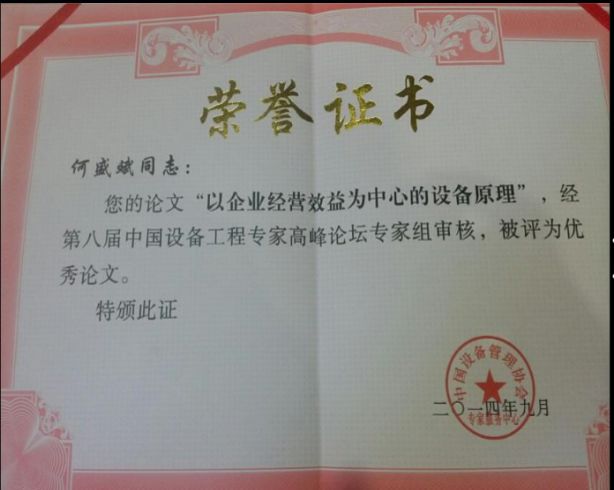 荣誉证书
何盛斌同志：
您的论文“以企业经营效益为中心的设备原理”，经
第八届中国设备工程专家高峰论坛专家组审核，被评为优
秀论文。
特颁此证
中国设备管理协会
二〇一四年九月
专家服务中心